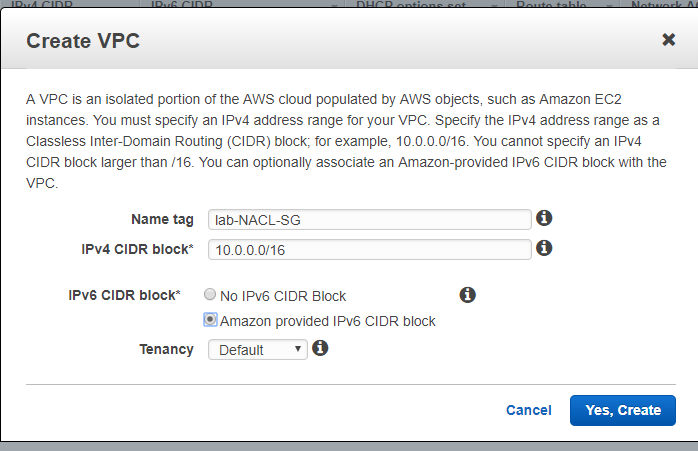 IPv4 CIDR IPv6 CIDR DHCP options set Route table Network AC
Create VPC
A VPC is an isolated portion of the AWS cloud populated by AWS objects, such as Amazon EC2
instances. You must specify an IPv4 address range for your VPC. Specify the IPv4 address range as a
Classless Inter-Domain Routing (CIDR) block; for example, 10.0.0.0/16. You cannot specify an IPv4
CIDR block larger than /16. You can optionally associate an Amazon-provided IPv6 CIDR block with the
VPC.
Name tag lab-NACL-SG
IPv4 CIDR block* 10.0.0.0/16
IPv6 CIDR block* No IPv6 CIDR Block
Amazon provided IPv6 CIDR block
Tenancy Default
Cancel Yes, Create